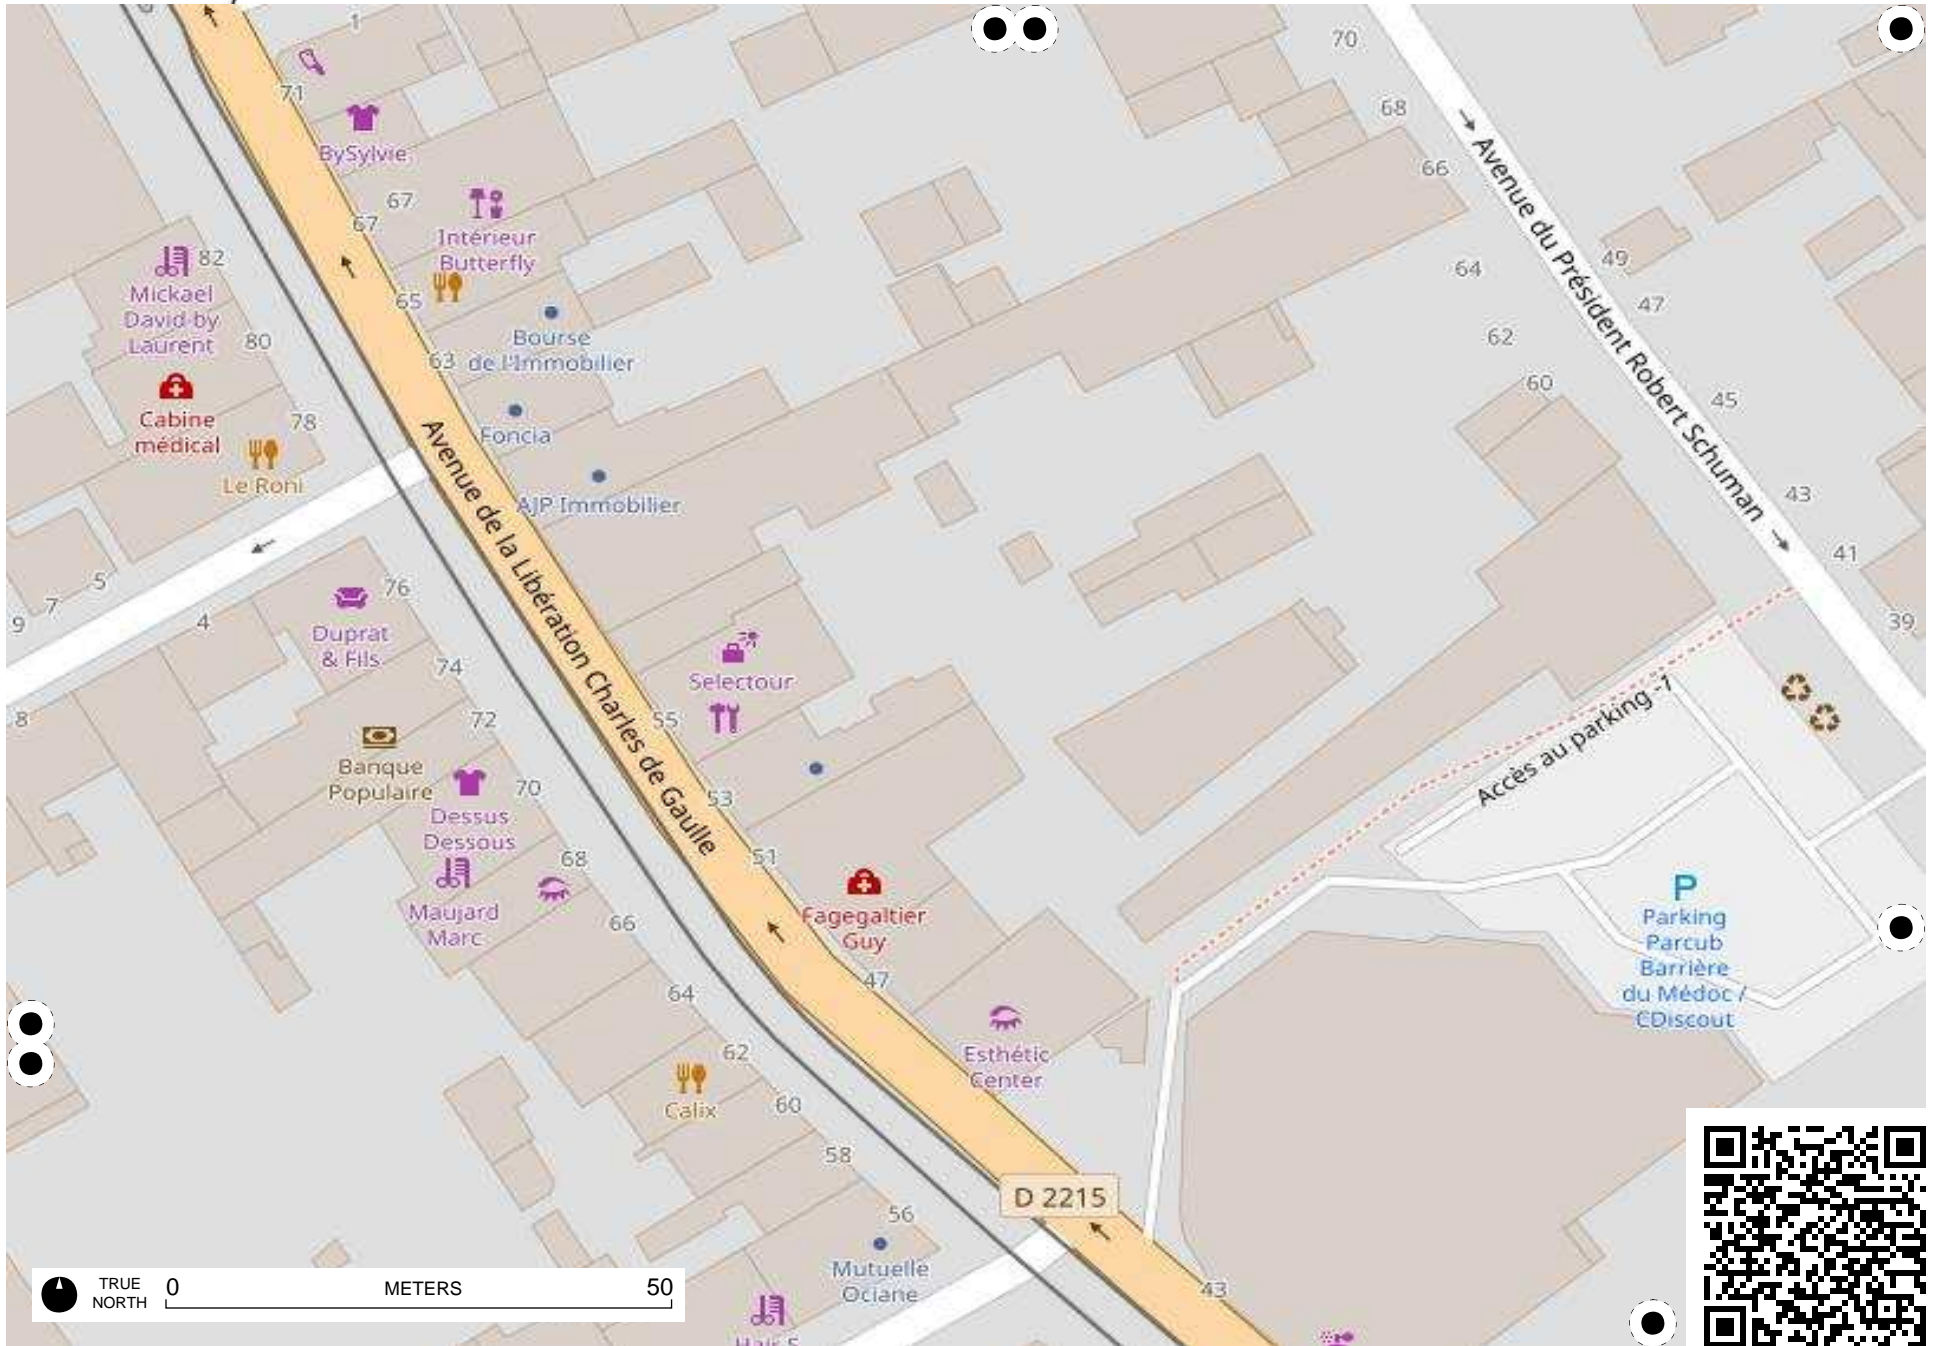 1
70
71
68
BySylvie
66
67
67
Intérieur
Butterfly
Avenue du Président Robert Schuman
82
Mickael
David by
Laurent
64
49
47
65
80
Bourse
de l'Immobilier
62
63
60
Cabine
médical
78
45
Foncia
Le Roni
43
AJP Immobilier
Avenue de la Libération Charles de Gaulle
41
5
7
9
76
4
39
Duprat
& Fils
74
Selectour
Accès au parking -1
8
72
55
Banque
Populaire
70
53
Dessus
Dessous
68
51
P
Maujard
Marc
66
Fagegaltier
Guy
Parking
Parcub
Barrière
du Médoc /
CDiscout
47
64
62
Esthétic
Center
Calix
60
58
D 2215
56
Mutuelle
Ociane
43
TRUE
NORTH
0 METERS 50
Hair S